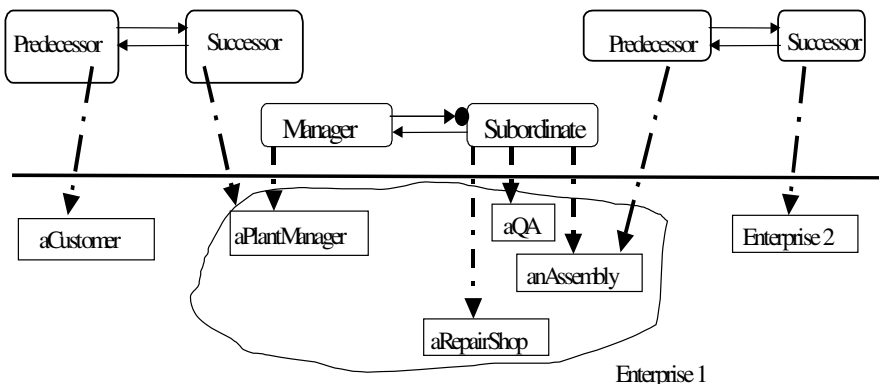 Predecessor
Successor
Predecessor
Successor
Manager
Subordinate
aCustomer
aPlantManager
aQA
Enterprise 2
anAssembly
aRepairShop
Enterprise 1